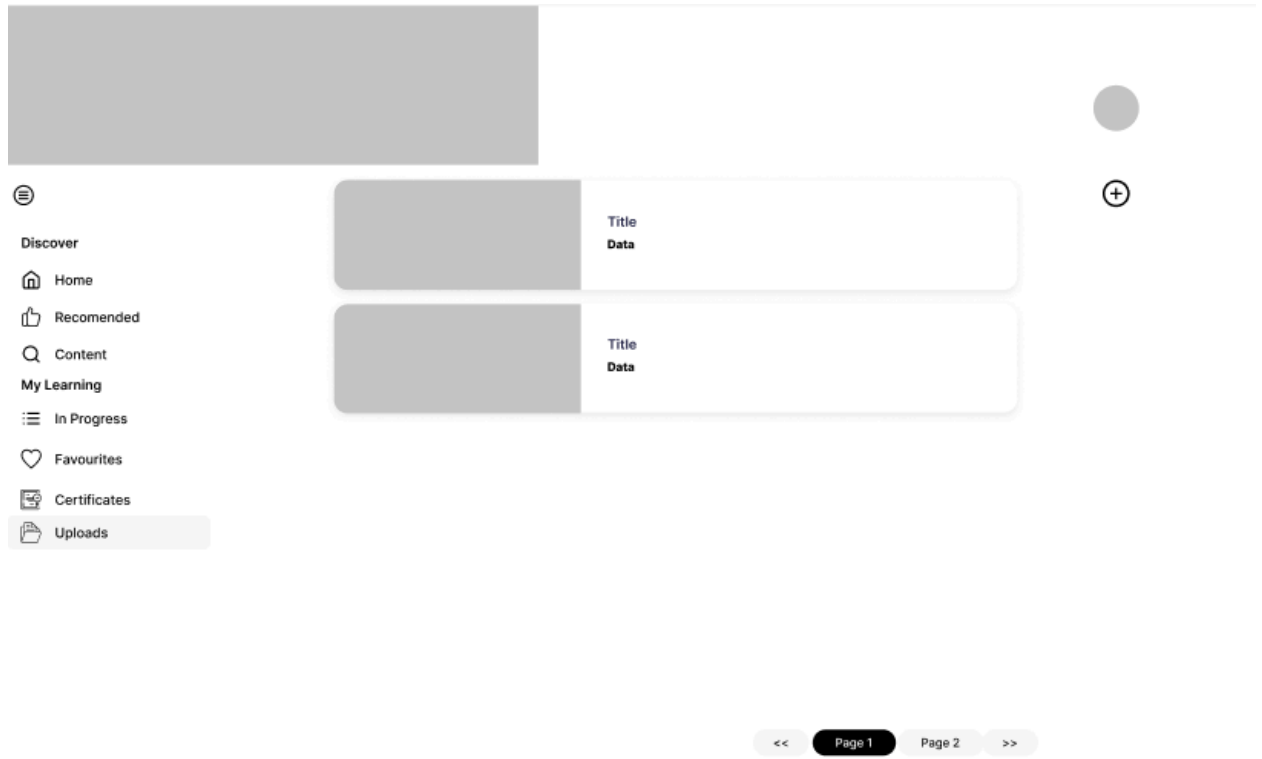 Discover
Home
Recomended
Content
My Learning
In Progress
Favourites
Certificates
Uploads
Title
Data
Title
Data
<< Page 1 Page 2 >>